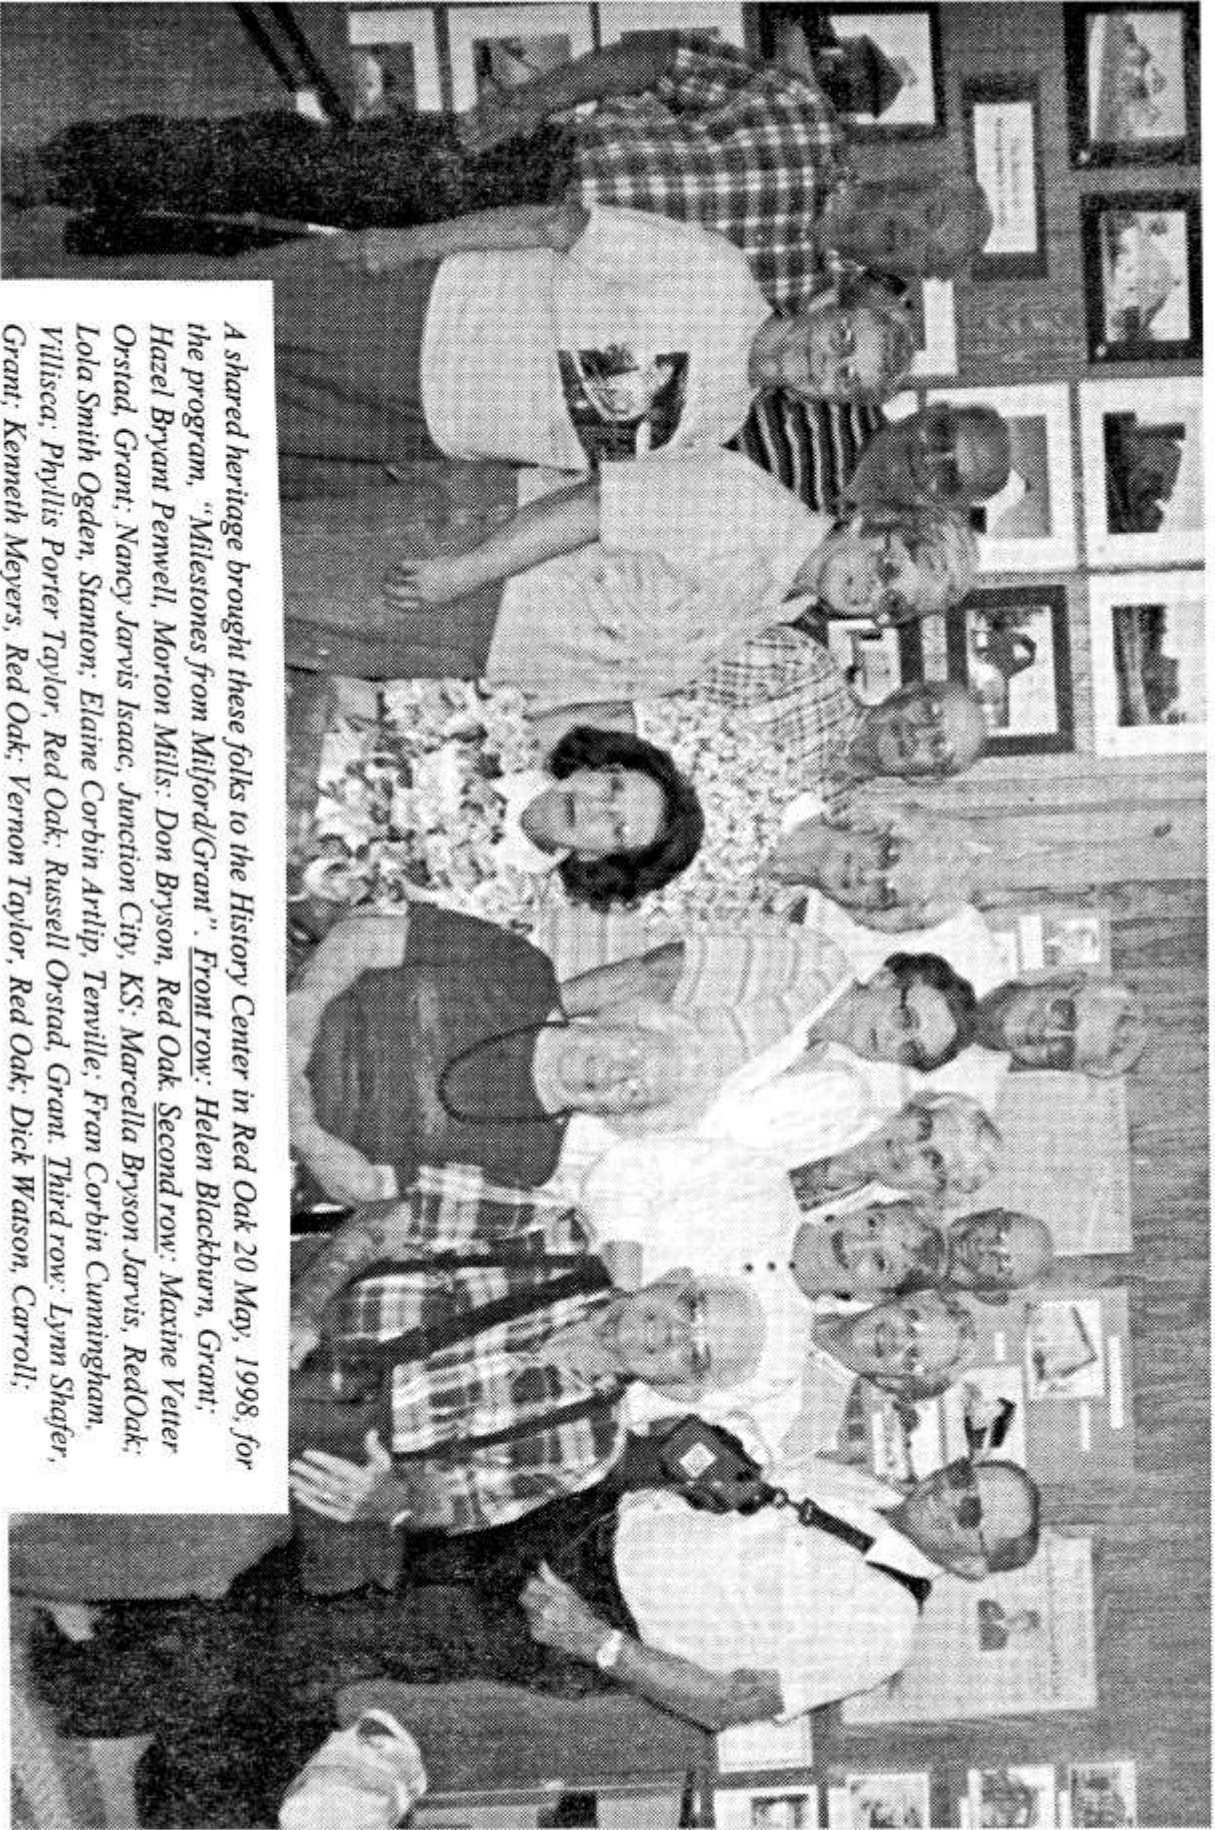 A shared heritage brought these folks to the History Center in Red Oak 20 May, 1998, for
the program, "Milestones from Milford/Grant". Front row: Helen Blackburn, Grant;
Hazel Bryant Penwell, Morton Mills: Don Bryson, Red Oak. Second row: Maxine Vetter
Orstad, Grant; Nancy Jarvis Isaac, Junction City, KS; Marcella Bryson Jarvis, RedOak;
Lola Smith Ogden, Stanton; Elaine Corbin Artlip, Tenville; Fran Corbin Cunningham,
Villisca; Phyllis Porter Taylor, Red Oak, Russell Orstad, Grant. Third row: Lynn Shafer,
Grant; Kenneth Meyers, Red Oak; Vernon Taylor, Red Oak; Dick Watson, Carroll;